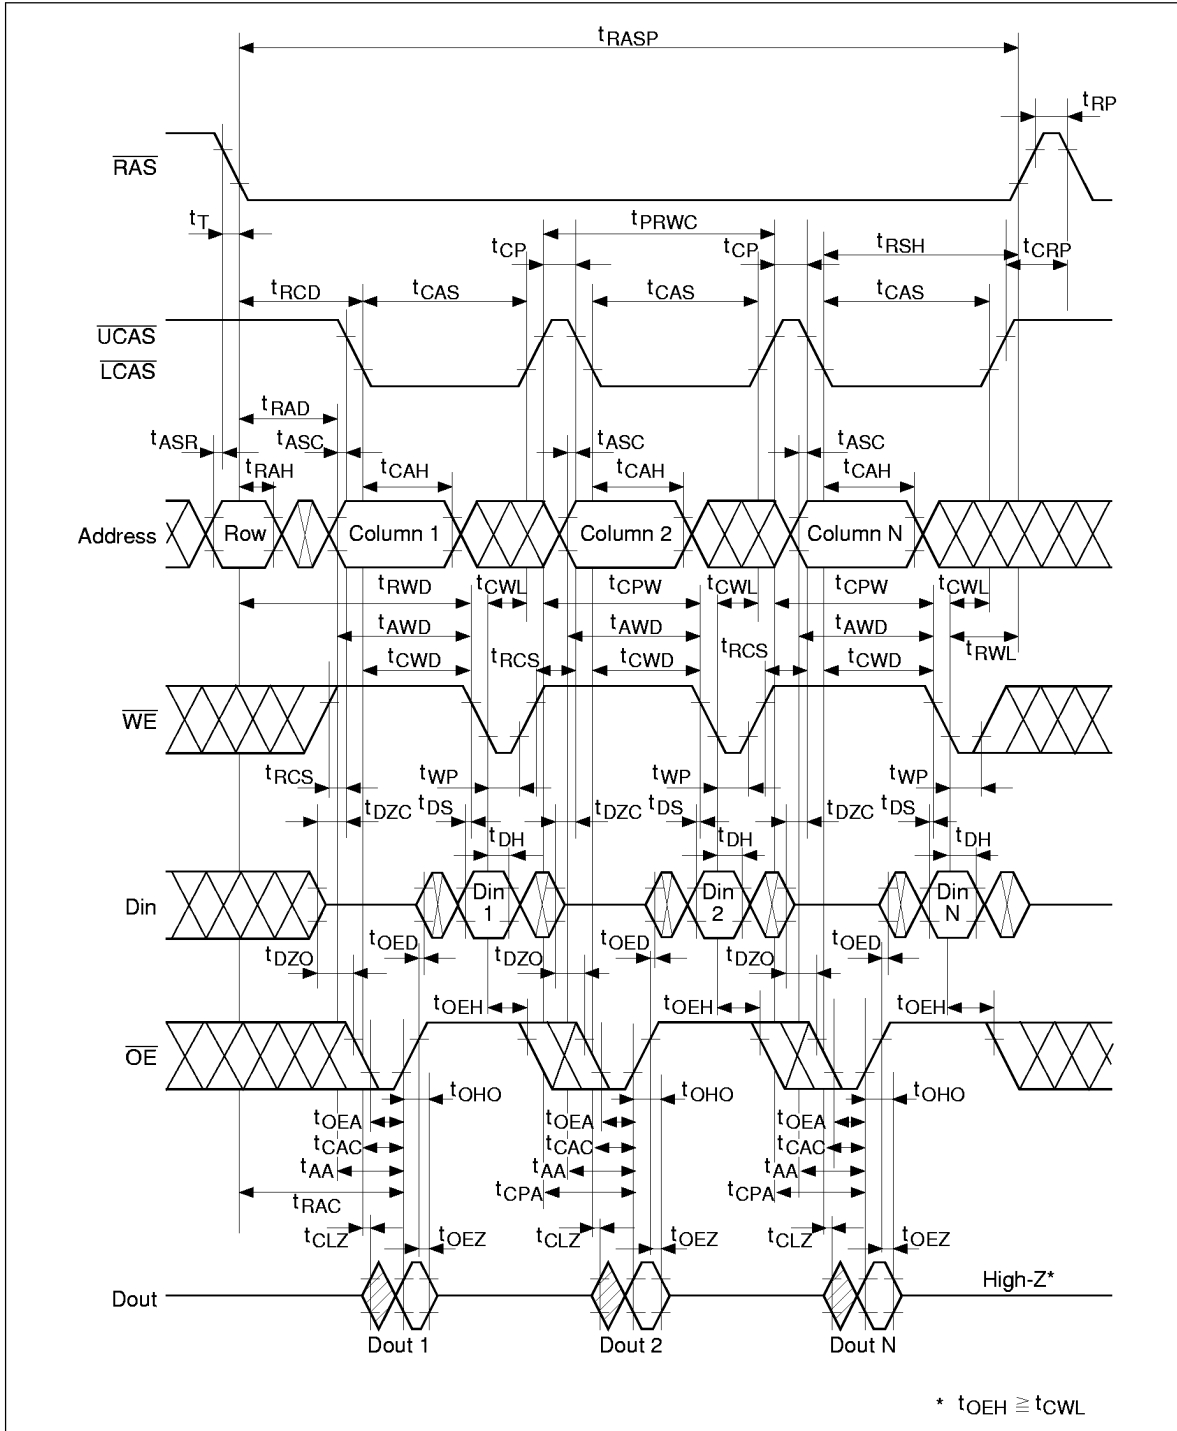 tRASP
tRP
RAS
tT
tPRWC
tCP
tCP
tRSH
tCRP
tRCD
tCAS
tCAS
tCAS
UCAS
LCAS
tRAD
tASR
tASC
tASC
tASC
tRAH
tCAH
tCAH
tCAH
Address
Row
Column 1
Column 2
Column N
tRWD
tCWL
tCPW
tCWL
tCPW
tCWL
tAWD
tAWD
tAWD
tCWD
tRCS
tCWD
tRCS
tCWD
tRWL
WE
tRCS
tWP
tWP
tWP
tDZC
tDS
tDZC
tDS
tDZC
tDS
tDH
tDH
tDH
Din
Din 1
Din 2
Din N
tDZO
tOED
tDZO
tOED
tDZO
tOED
tOEH
tOEH
tOEH
OE
tOHO
tOHO
tOHO
tOEA
tOEA
tOEA
tCAC
tCAC
tCAC
tAA
tAA
tAA
tRAC
tCPA
tCPA
tCLZ
tOEZ
tCLZ
tOEZ
tCLZ
tOEZ
Dout
High-Z*
Dout 1
Dout 2
Dout N
* tOEH ≧ tCWL